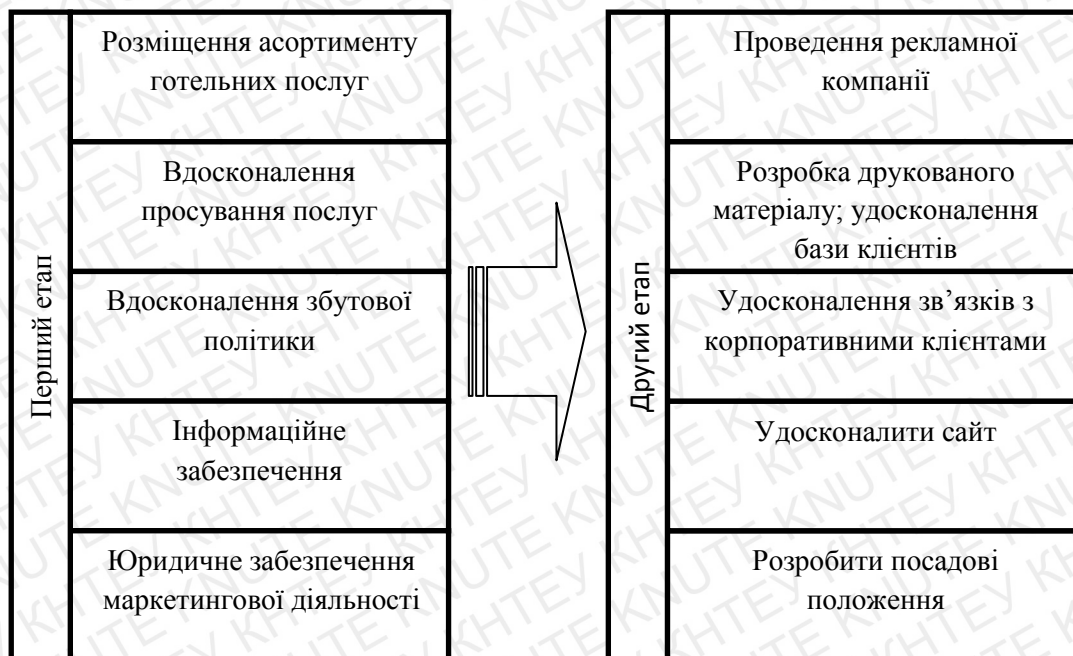 Перший етап
Розміщення асортименту
готельних послуг
Вдосконалення
просування послуг
Вдосконалення збутової
політики
Інформаційне
забезпечення
Юридичне забезпечення
маркетингової діяльності
Другий етап
Проведення рекламної
компанії
Розробка друкованого
матеріалу; удосконалення
бази клієнтів
Удосконалення зв’язків з
корпоративними клієнтами
Удосконалити сайт
Розробити посадові
положення